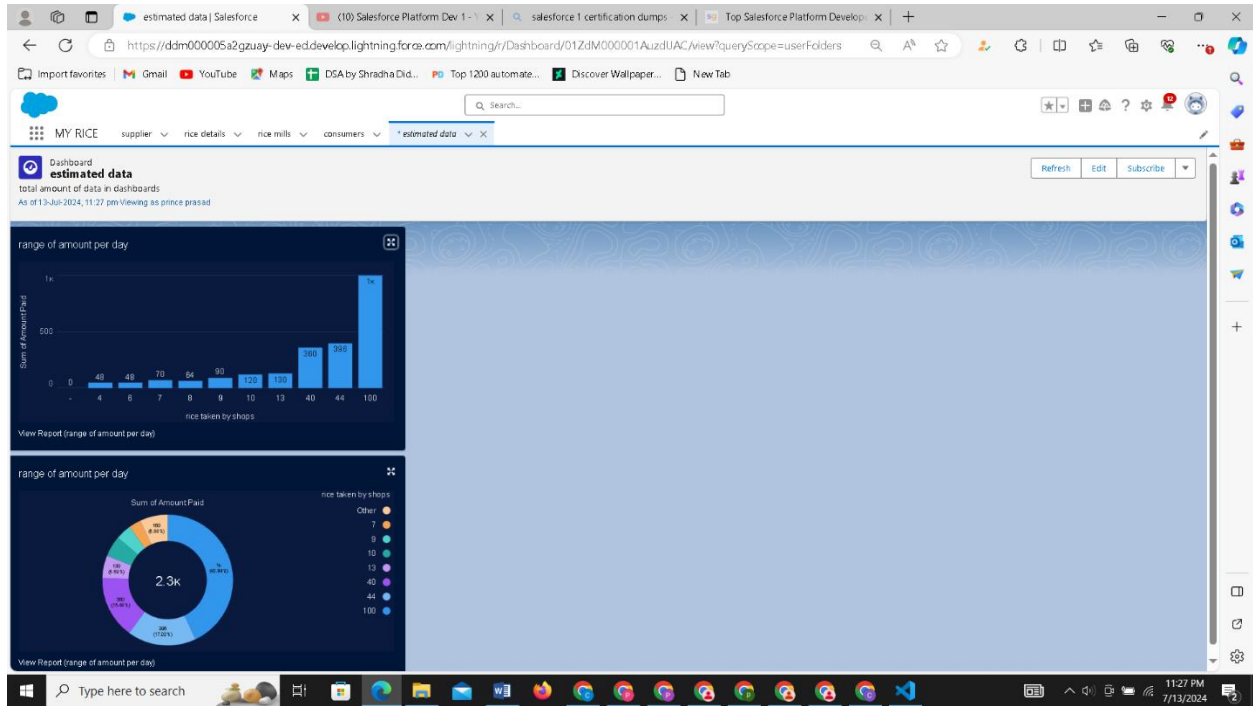 estimated data | Salesforce
(10) Salesforce Platform Dev 1 -
salesforce 1 certification dumps -
Top Salesforce Platform Develop
https://ddm000005a2gzuay-dev-ed.develop.lightning.force.com/lightning/r/Dashboard/01ZdM000001AuzdUAC/view?queryScope=userFolders
Import favorites
Gmail
YouTube
Maps
DSA by Shradha Did...
Top 1200 automate...
Discover Wallpaper...
New Tab
Search...
12
MY RICE
supplier
rice details
rice mills
consumers
* estimated data
Dashboard
estimated data
total amount of data in dashboards
As of 13-Jul-2024, 11:27 pm Viewing as prince prasad
Refresh
Edit
Subscribe
range of amount per day
Sum of Amount Paid
1K
500
0
0 48 48 70 64 90 120 130 360 396 1K
- 4 6 7 8 9 10 13 40 44 100
rice taken by shops
View Report (range of amount per day)
range of amount per day
Sum of Amount Paid
2.3K
rice taken by shops
Other
7
9
10
13
40
44
100
View Report (range of amount per day)
Type here to search
11:27 PM
7/13/2024
2